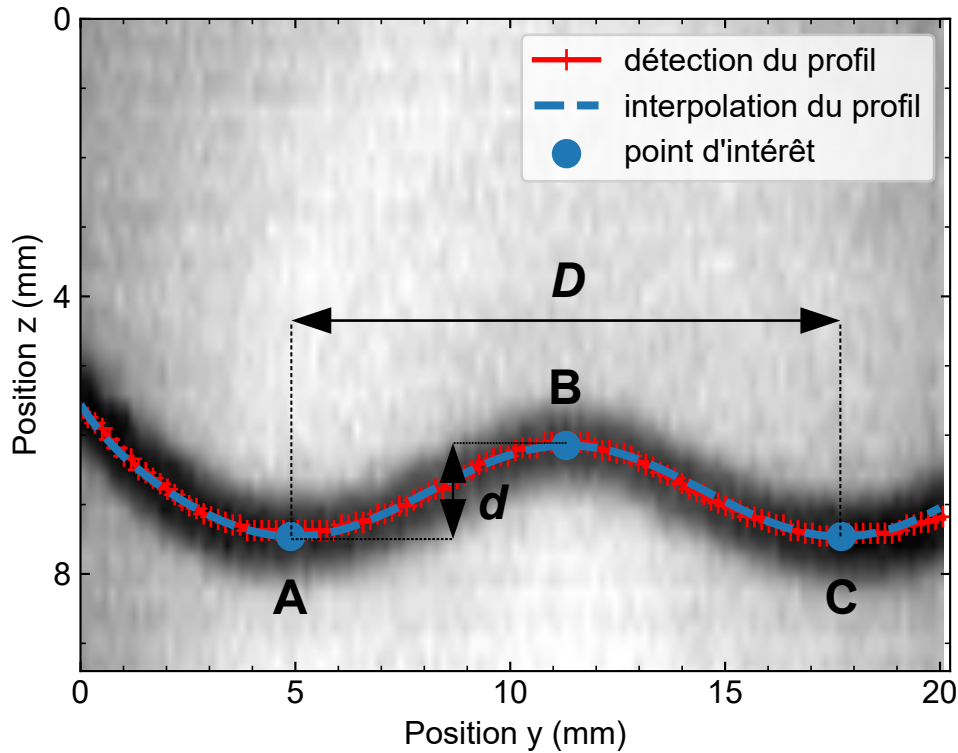 0
détection du profil
interpolation du profil
point d'intérêt
Position z (mm)
4
D
B
d
8
A
C
0
5
10
15
20
Position y (mm)